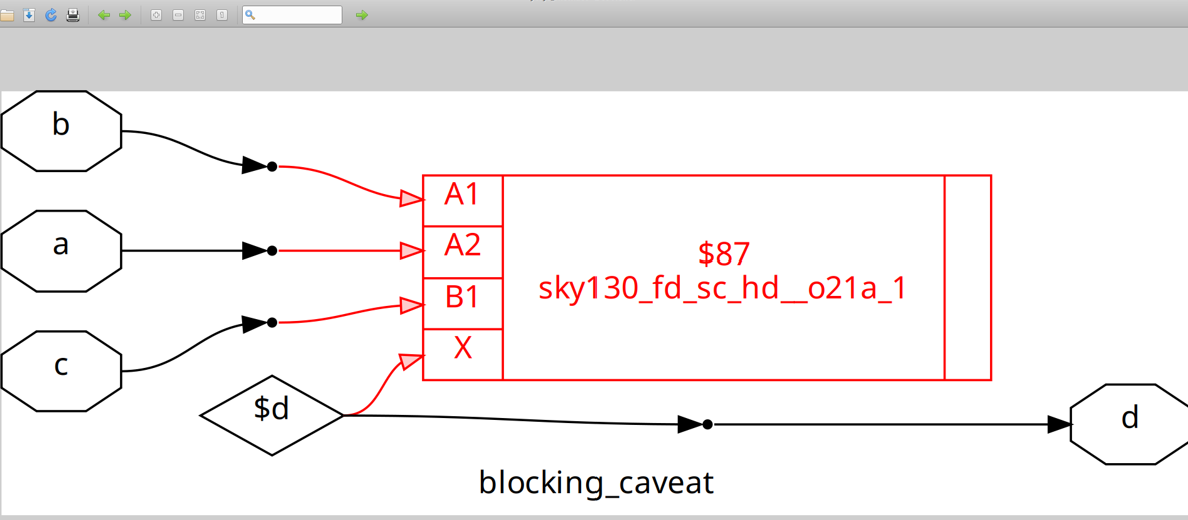 b
a
c
A1
A2
B1
X
$87
sky130_fd_sc_hd__o21a_1
$d
d
blocking_caveat